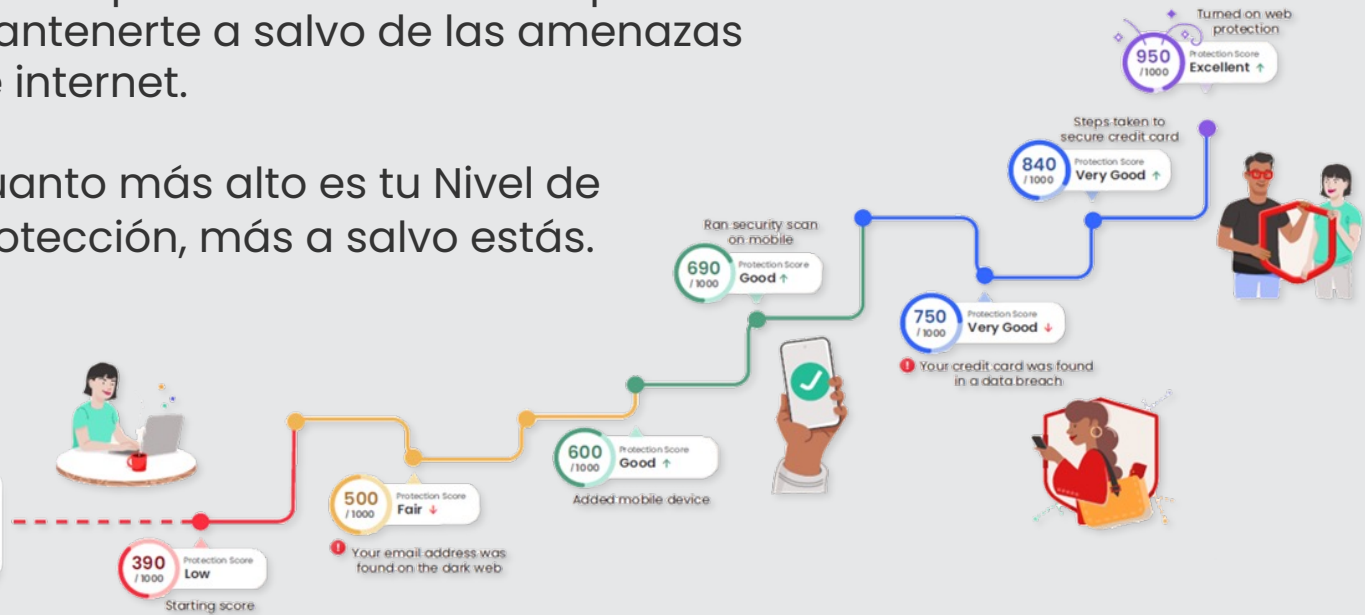 antenerte a salvo de las amenazas
e internet.
uanto más alto es tu Nivel de
otección, más a salvo estás.
Turned on web
protection
950
/1000
Protection Score
Excellent ↑
Steps taken to
secure credit card
840
/1000
Protection Score
Very Good ↑
Ran security scan
on mobile
690
/1000
Protection Score
Good ↑
750
/1000
Protection Score
Very Good ↓
! Your credit card was found
in a data breach
600
/1000
Protection Score
Good ↑
Added mobile device
500
/1000
Protection Score
Fair ↓
! Your email address was
found on the dark web
390
/1000
Protection Score
Low
Starting score